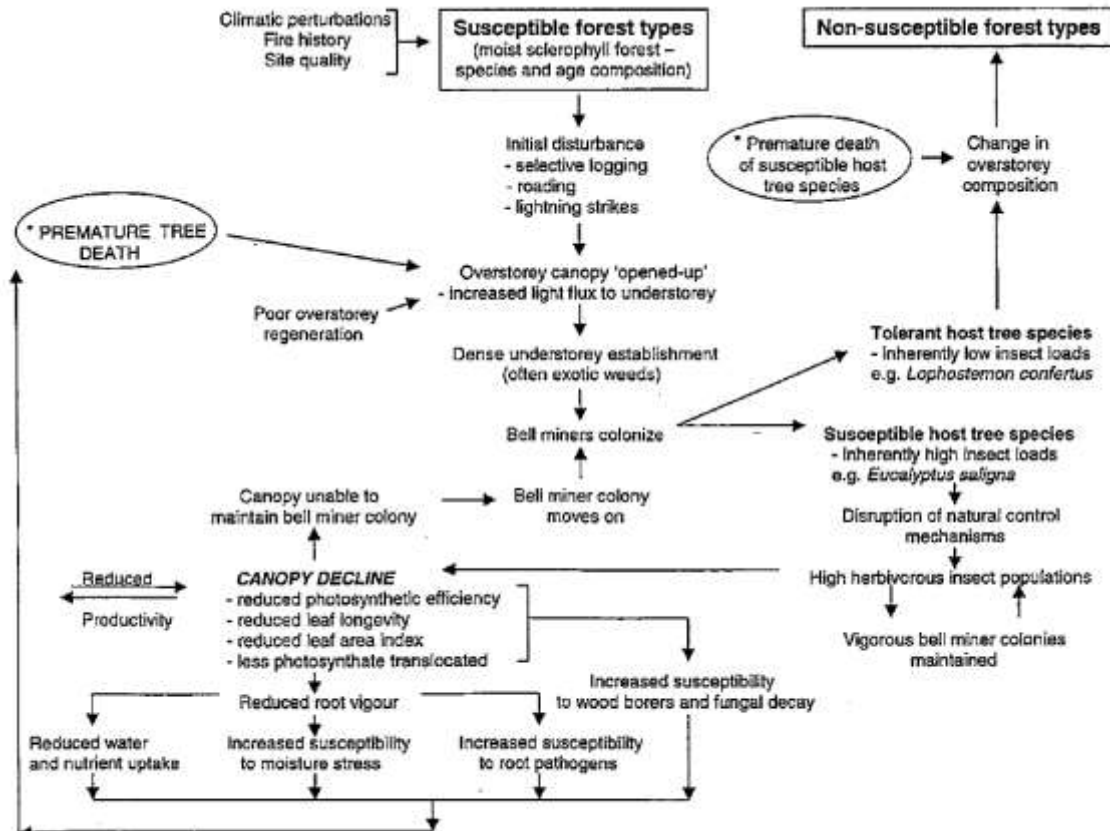 Climatic perturbations
Fire history
Site quality
Susceptible forest types
(moist sclerophyll forest –
species and age composition)
Non-susceptible forest types
Initial disturbance
- selective logging
- roading
- lightning strikes
* Premature death
of susceptible host
tree species
Change in
overstorey
composition
* PREMATURE TREE
DEATH
Overstorey canopy 'opened-up'
- increased light flux to understorey
Poor overstorey
regeneration
Dense understorey establishment
(often exotic weeds)
Tolerant host tree species
- Inherently low insect loads
e.g. Lophostemon confertus
Bell miners colonize
Susceptible host tree species
- Inherently high insect loads
e.g. Eucalyptus saligna
Canopy unable to
maintain bell miner colony
Bell miner colony
moves on
Disruption of natural control
mechanisms
High herbivorous insect populations
Vigorous bell miner colonies
maintained
Reduced
Productivity
CANOPY DECLINE
- reduced photosynthetic efficiency
- reduced leaf longevity
- reduced leaf area index
- less photosynthate translocated
Increased susceptibility
to wood borers and fungal decay
Reduced root vigour
Reduced water
and nutrient uptake
Increased susceptibility
to moisture stress
Increased susceptibility
to root pathogens